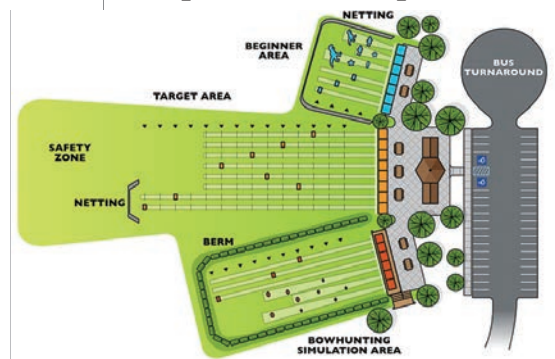 NETTING
BEGINNER
AREA
BUS
TURNAROUND
TARGET AREA
SAFETY
ZONE
NETTING
BERM
BOWHUNTING
SIMULATION AREA